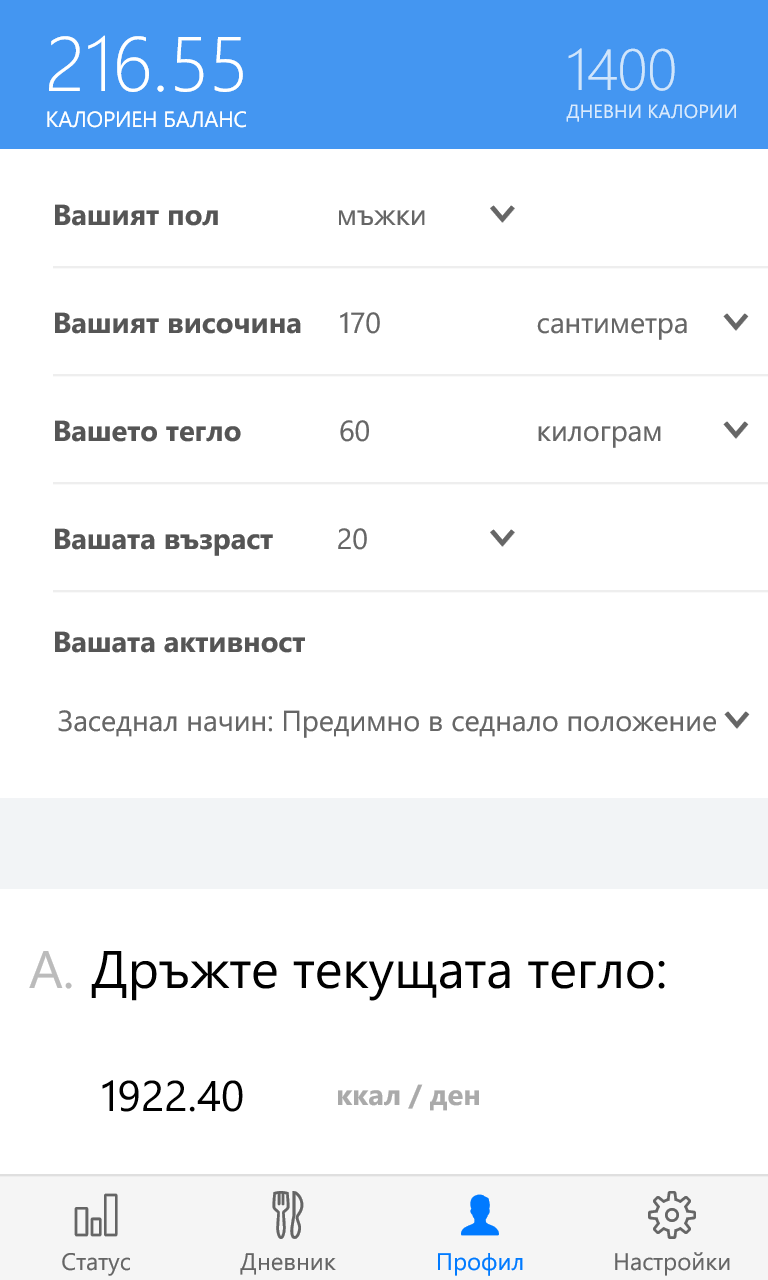 216.55
КАЛОРИЕН БАЛАНС
1400
ДНЕВНИ КАЛОРИИ
Вашият пол мъжки
Вашият височина 170 сантиметра
Вашето тегло 60 килограм
Вашата възраст 20
Вашата активност
Заседнал начин: Предимно в седнало положение
A. Дръжте текущата тегло:
1922.40 ккал / ден
Статус Дневник Профил Настройки